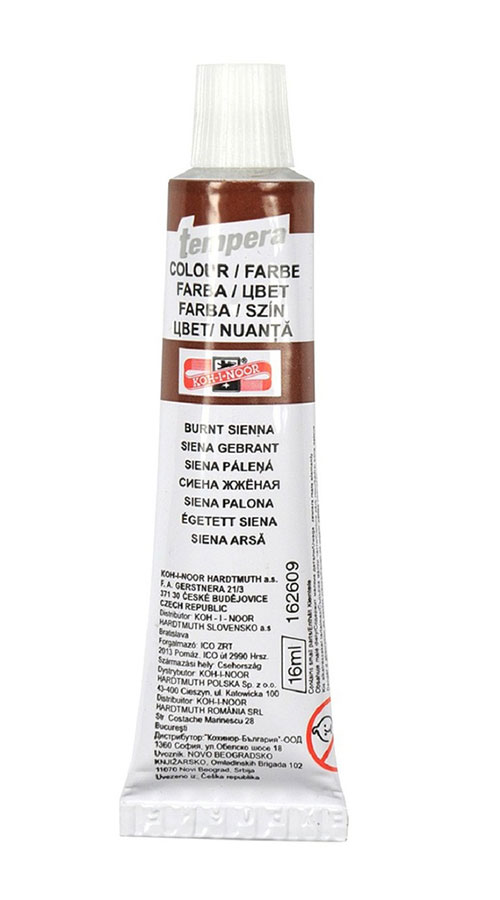 tempera
COLOUR / FARBE
FARBA / ЦВЕТ
FARBA / SZÍN
ЦВЕТ/ NUANȚĂ
KOH-I-NOOR
®
BURNT SIENNA
SIENA GEBRANT
SIENA PÁLEŅÁ
СИЕНА ЖЖЁНАЯ
SIENA PALONA
ÉGETETT SIENA
SIENA ARSĂ
KOH-I-NOOR HARDTMUTH a.s.
F. A. GERSTNERA 21/3
371 30 ČESKÉ BUDĚJOVICE
CZECH REPUBLIC
Distributor: KOH - I - NOOR
HARDTMUTH SLOVENSKO a.s
Bratislava
Forgalmazó: ICO ZRT
2013 Pomáz. ICO út 2990 Hrsz.
Származási hely: Csehország
Dystrybutor: KOH-I-NOOR
HARDTMUTH POLSKA Sp. z o.o.
43-400 Cieszyn, ul. Katowicka 100
Distribuitor: KOH-I-NOOR
HARDTMUTH ROMÂNIA SRL
Str. Costache Marinescu 28
București
Дистрибутор:"Кохинор-България"-ООД
1360 София, ул Обелско шосе 18
Uvoznik: NOVO BEOGRADSKO
KNJIŽARSKO, Omladinskih Brigada 102
11070 Novi Beograd, Srbija
Uvezeno iz, Češka republika
16ml
162609